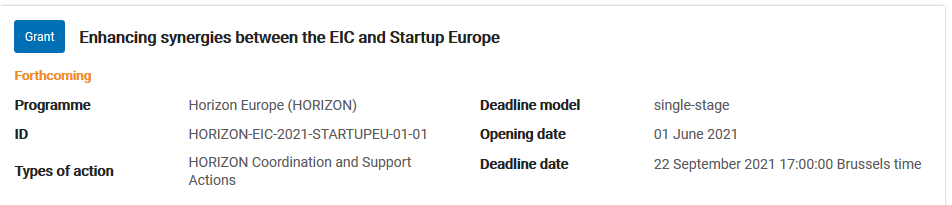 Grant Enhancing synergies between the EIC and Startup Europe
Forthcoming
Programme Horizon Europe (HORIZON)
ID HORIZON-EIC-2021-STARTUPEU-01-01
Types of action HORIZON Coordination and Support
Actions
Deadline model single-stage
Opening date 01 June 2021
Deadline date 22 September 2021 17:00:00 Brussels time